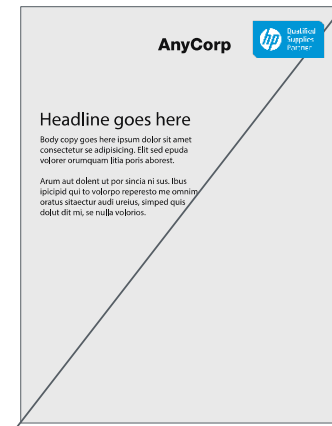 AnyCorp
hp
Qualified
Supplies
Partner
Headline goes here
Body copy goes here ipsum dolor sit amet
consectetur se adipisicing. Elit sed epuda
volorer orumquam litia poris aborest.
Arum aut dolent ut por sincia ni sus. Ibus
ipicipid qui to volorpo reperesto me omnim
oratus sitaectur audi ureius, simped quis
dolut dit mi, se nulla volorios.